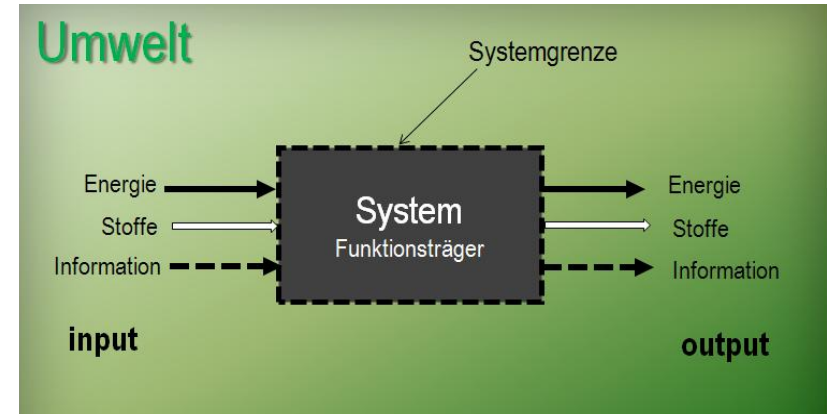 Umwelt
Systemgrenze
Energie
Stoffe
Information
input
System
Funktionsträger
Energie
Stoffe
Information
output